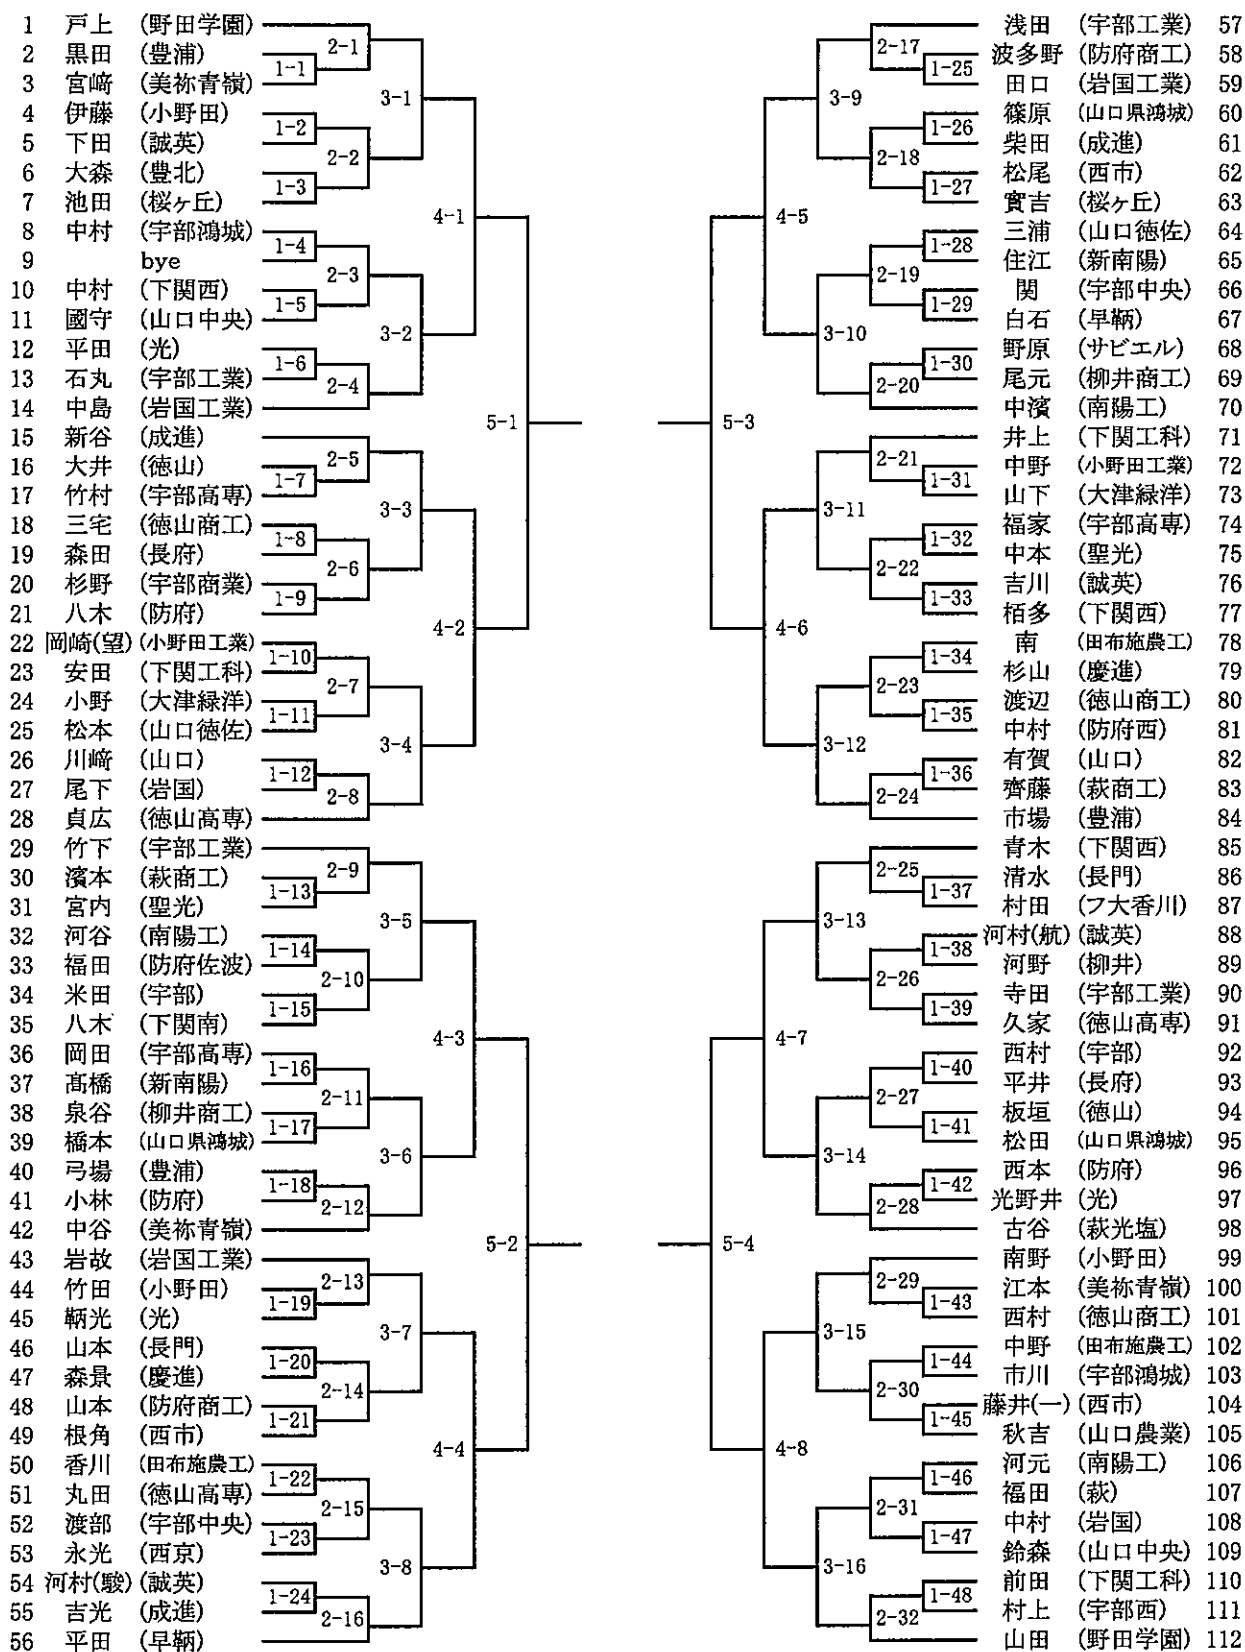 1 戸上 (野田学園)
2 黒田 (豊浦)
3 宮﨑 (美祢青嶺)
4 伊藤 (小野田)
5 下田 (誠英)
6 大森 (豊北)
7 池田 (桜ヶ丘)
8 中村 (宇部鴻城)
9 bye
10 中村 (下関西)
11 國守 (山口中央)
12 平田 (光)
13 石丸 (宇部工業)
14 中島 (岩国工業)
15 新谷 (成進)
16 大井 (徳山)
17 竹村 (宇部高専)
18 三宅 (徳山商工)
19 森田 (長府)
20 杉野 (宇部商業)
21 八木 (防府)
22 岡﨑(望) (小野田工業)
23 安田 (下関工科)
24 小野 (大津緑洋)
25 松本 (山口徳佐)
26 川﨑 (山口)
27 尾下 (岩国)
28 貞広 (徳山高専)
29 竹下 (宇部工業)
30 濱本 (萩商工)
31 宮内 (聖光)
32 河谷 (南陽工)
33 福田 (防府佐波)
34 米田 (宇部)
35 八木 (下関南)
36 岡田 (宇部高専)
37 髙橋 (新南陽)
38 泉谷 (柳井商工)
39 橋本 (山口県鴻城)
40 弓場 (豊浦)
41 小林 (防府)
42 中谷 (美祢青嶺)
43 岩故 (岩国工業)
44 竹田 (小野田)
45 鞆光 (光)
46 山本 (長門)
47 森景 (慶進)
48 山本 (防府商工)
49 根角 (西市)
50 香川 (田布施農工)
51 丸田 (徳山高専)
52 渡部 (宇部中央)
53 永光 (西京)
54 河村(駿) (誠英)
55 吉光 (成進)
56 平田 (早鞆)
1-1
1-2
1-3
1-4
1-5
1-6
1-7
1-8
1-9
1-10
1-11
1-12
1-13
1-14
1-15
1-16
1-17
1-18
1-19
1-20
1-21
1-22
1-23
1-24
2-1
2-2
2-3
2-4
2-5
2-6
2-7
2-8
2-9
2-10
2-11
2-12
2-13
2-14
2-15
2-16
3-1
3-2
3-3
3-4
3-5
3-6
3-7
3-8
4-1
4-2
4-3
4-4
5-1
5-2
5-3
5-4
4-5
4-6
4-7
4-8
3-9
3-10
3-11
3-12
3-13
3-14
3-15
3-16
2-17
2-18
2-19
2-20
2-21
2-22
2-23
2-24
2-25
2-26
2-27
2-28
2-29
2-30
2-31
2-32
1-25
1-26
1-27
1-28
1-29
1-30
1-31
1-32
1-33
1-34
1-35
1-36
1-37
1-38
1-39
1-40
1-41
1-42
1-43
1-44
1-45
1-46
1-47
1-48
浅田 (宇部工業) 57
波多野 (防府商工) 58
田口 (岩国工業) 59
篠原 (山口県鴻城) 60
柴田 (成進) 61
松尾 (西市) 62
實吉 (桜ヶ丘) 63
三浦 (山口徳佐) 64
住江 (新南陽) 65
関 (宇部中央) 66
白石 (早鞆) 67
野原 (サビエル) 68
尾元 (柳井商工) 69
中濱 (南陽工) 70
井上 (下関工科) 71
中野 (小野田工業) 72
山下 (大津緑洋) 73
福家 (宇部高専) 74
中本 (聖光) 75
吉川 (誠英) 76
栢多 (下関西) 77
南 (田布施農工) 78
杉山 (慶進) 79
渡辺 (徳山商工) 80
中村 (防府西) 81
有賀 (山口) 82
齊藤 (萩商工) 83
市場 (豊浦) 84
青木 (下関西) 85
清水 (長門) 86
村田 (フ大香川) 87
河村(航) (誠英) 88
河野 (柳井) 89
寺田 (宇部工業) 90
久家 (徳山高専) 91
西村 (宇部) 92
平井 (長府) 93
板垣 (徳山) 94
松田 (山口県鴻城) 95
西本 (防府) 96
光野井 (光) 97
古谷 (萩光塩) 98
南野 (小野田) 99
江本 (美祢青嶺) 100
西村 (徳山商工) 101
中野 (田布施農工) 102
市川 (宇部鴻城) 103
藤井(一) (西市) 104
秋吉 (山口農業) 105
河元 (南陽工) 106
福田 (萩) 107
中村 (岩国) 108
鈴森 (山口中央) 109
前田 (下関工科) 110
村上 (宇部西) 111
山田 (野田学園) 112